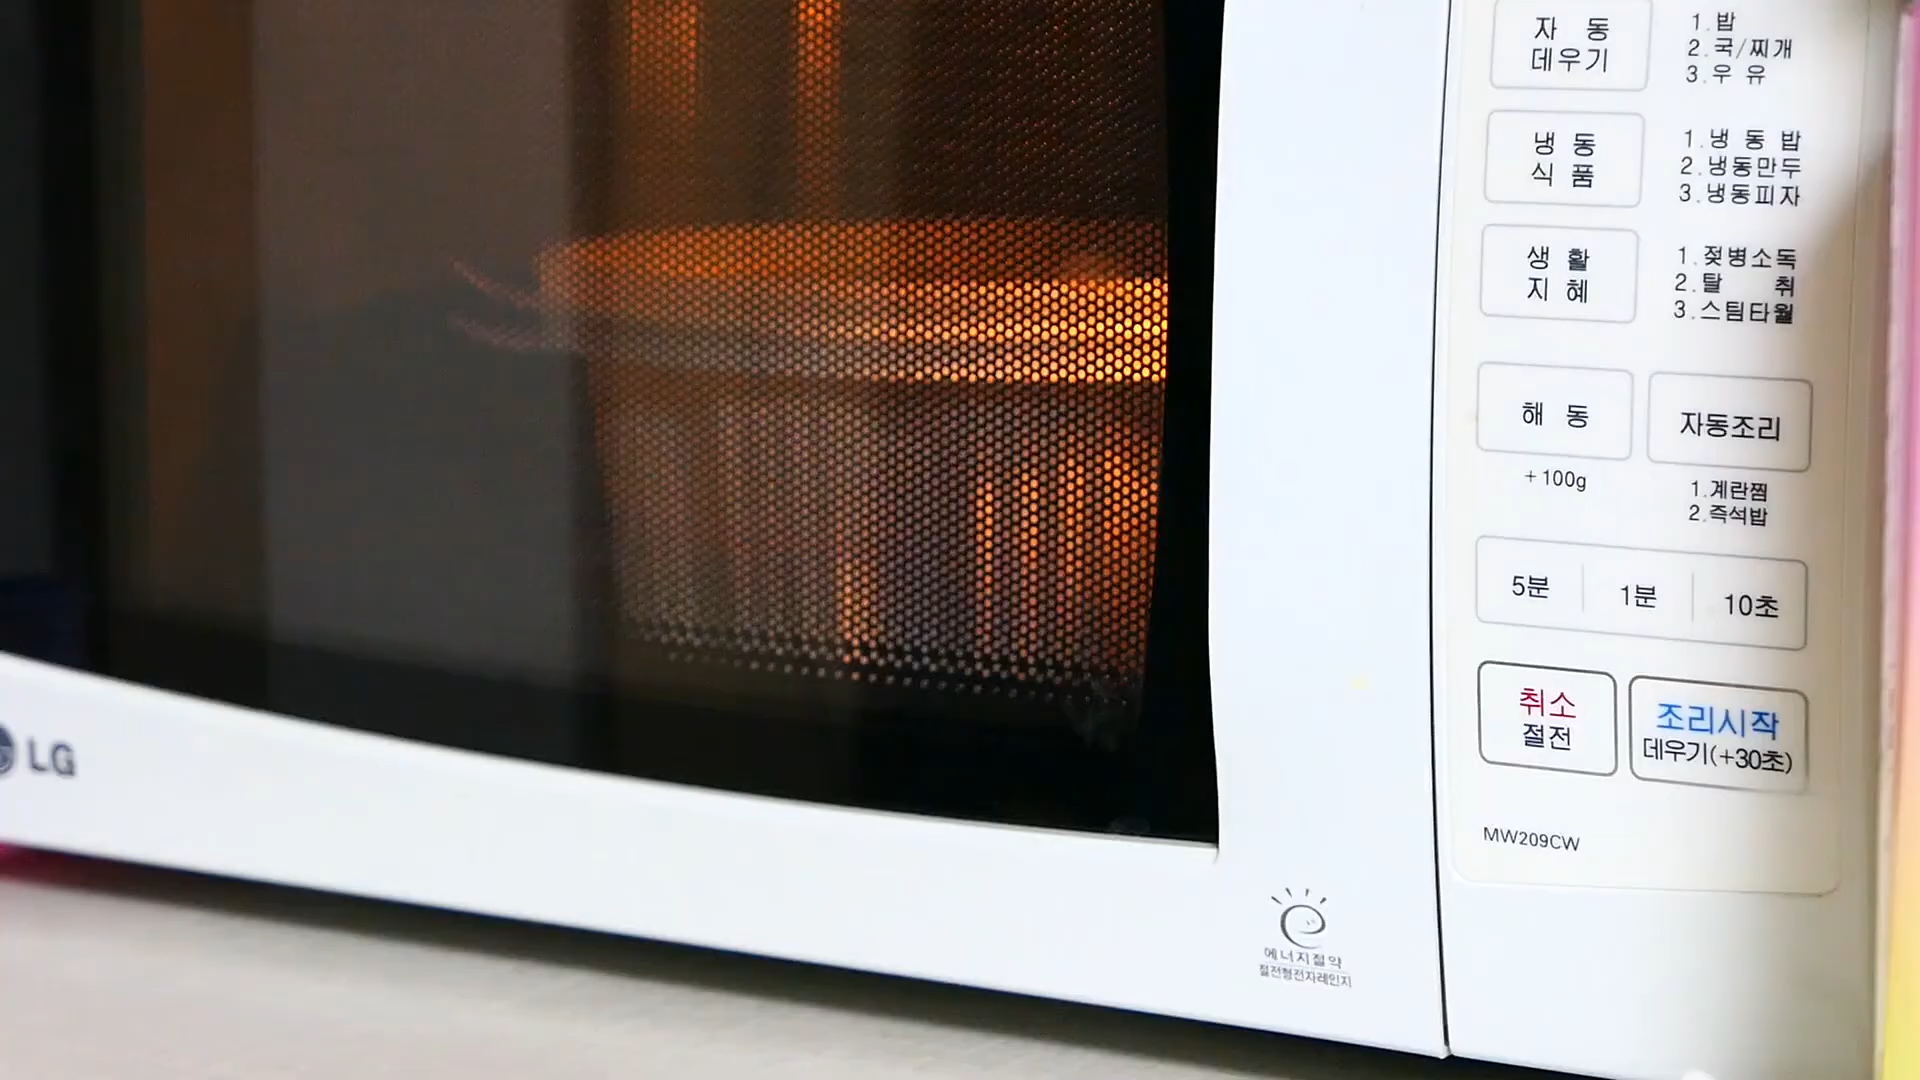 자 동
데우기
1.밥
2.국/찌개
3.우 유
냉 동
식 품
1.냉 동 밥
2.냉동만두
3.냉동피자
생 활
지 혜
1.젖병소독
2.탈 취
3.스팀타월
해 동
+100g
자동조리
1.계란찜
2.즉석밥
5분
1분
10초
취소
절전
조리시작
데우기(+30초)
MW209CW
LG
에너지절약
절전형전자레인지